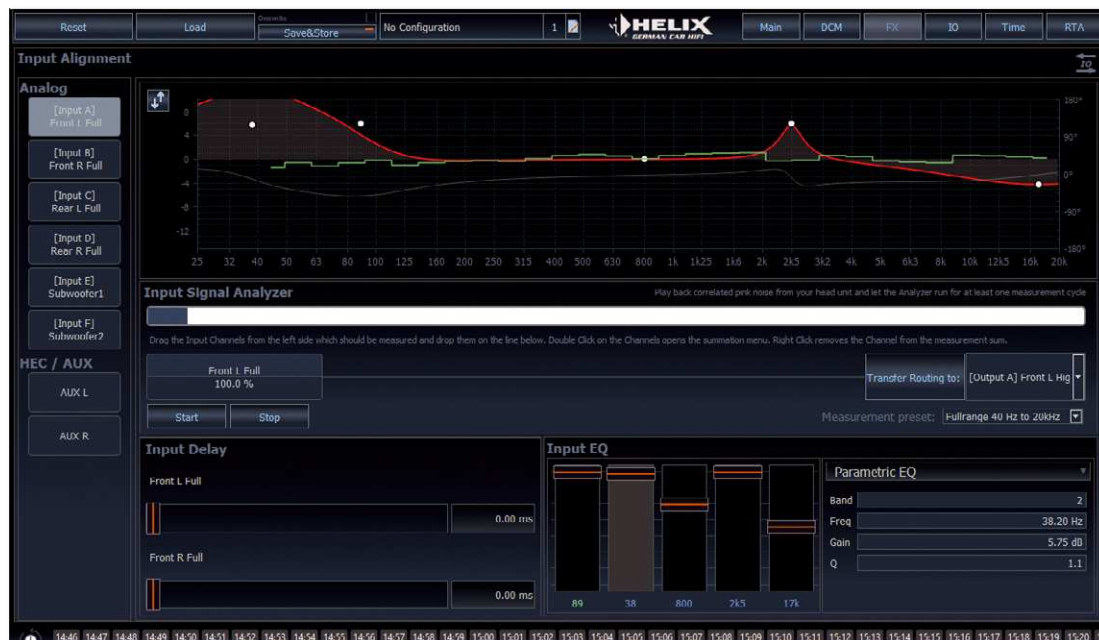 Reset Load Save&Store No Configuration 1 HELIX Main DCM FX IO Time RTA
GERMAN CAR HIFI
Input Alignment
IO
Analog
[Input A]
Front L Full
[Input B]
Front R Full
[Input C]
Rear L Full
[Input D]
Rear R Full
[Input E]
Subwoofer1
[Input F]
Subwoofer2
HEC / AUX
AUX L
AUX R
8 180°
4 90°
0 0°
-4
-8 -90°
-12
-180°
25 32 40 50 63 80 100 125 160 200 250 315 400 500 630 800 1k 1k25 1k6 2k 2k5 3k2 4k 5k 6k3 8k 10k 12k5 16k 20k
Input Signal Analyzer Play back correlated pink noise from your head unit and let the Analyzer run for at least one measurement cycle
Drag the Input Channels from the left side which should be measured and drop them on the line below. Double Click on the Channels opens the summation menu. Right Click removes the Channel from the measurement sum.
Front L Full
100.0 %
Transfer Routing to: [Output A] Front L Hig
Start Stop
Measurement preset: Fullrange 40 Hz to 20kHz
Input Delay
Front L Full
0.00 ms
Front R Full
0.00 ms
Input EQ
89 38 800 2k5 17k
Parametric EQ
Band 2
Freq 38.20 Hz
Gain 5.75 dB
Q 1.1
14:46 14:47 14:48 14:49 14:50 14:51 14:52 14:53 14:54 14:55 14:56 14:57 14:58 14:59 15:00 15:01 15:02 15:03 15:04 15:05 15:06 15:07 15:08 15:09 15:10 15:11 15:12 15:13 15:14 15:15 15:16 15:17 15:18 15:19 15:20